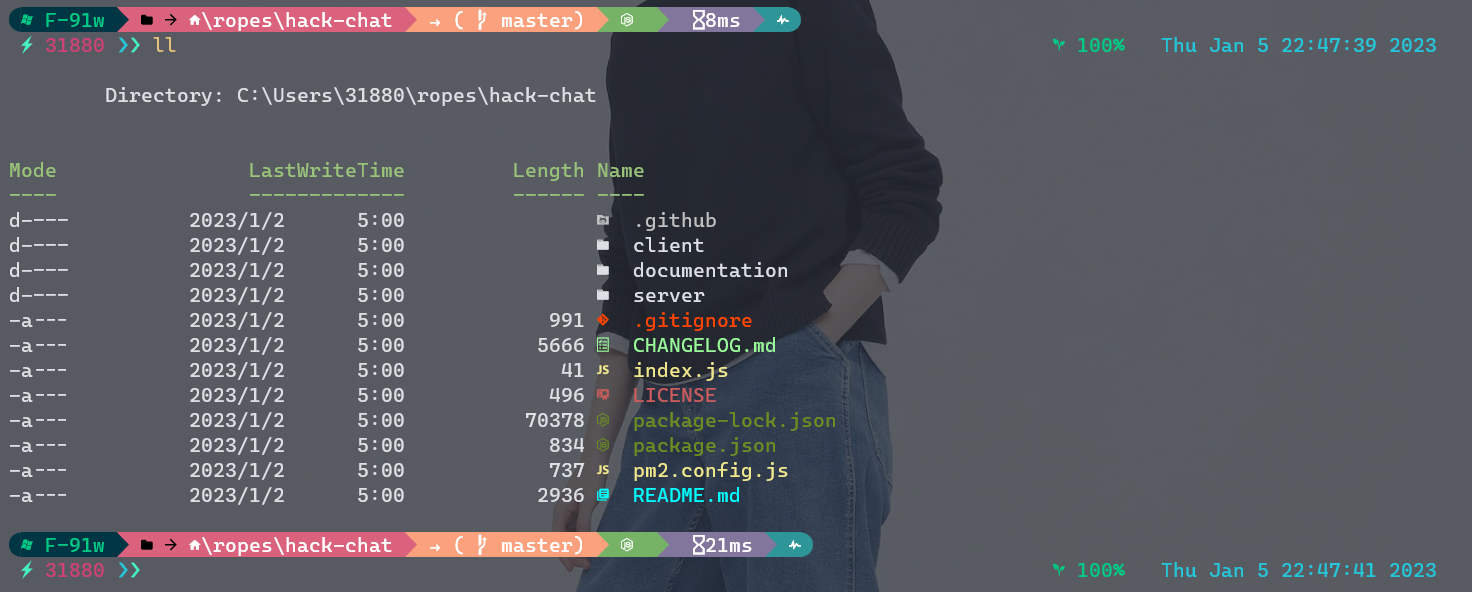 F-91w → \ropes\hack-chat → ( master) 8ms
31880 ❯❯ ll 100% Thu Jan 5 22:47:39 2023
Directory: C:\Users\31880\ropes\hack-chat
Mode LastWriteTime Length Name
---- ------------- ------ ----
d---- 2023/1/2 5:00 .github
d---- 2023/1/2 5:00 client
d---- 2023/1/2 5:00 documentation
d---- 2023/1/2 5:00 server
-a--- 2023/1/2 5:00 991 .gitignore
-a--- 2023/1/2 5:00 5666 CHANGELOG.md
-a--- 2023/1/2 5:00 41 JS index.js
-a--- 2023/1/2 5:00 496 LICENSE
-a--- 2023/1/2 5:00 70378 package-lock.json
-a--- 2023/1/2 5:00 834 package.json
-a--- 2023/1/2 5:00 737 JS pm2.config.js
-a--- 2023/1/2 5:00 2936 README.md
F-91w → \ropes\hack-chat → ( master) 21ms
31880 ❯❯ 100% Thu Jan 5 22:47:41 2023